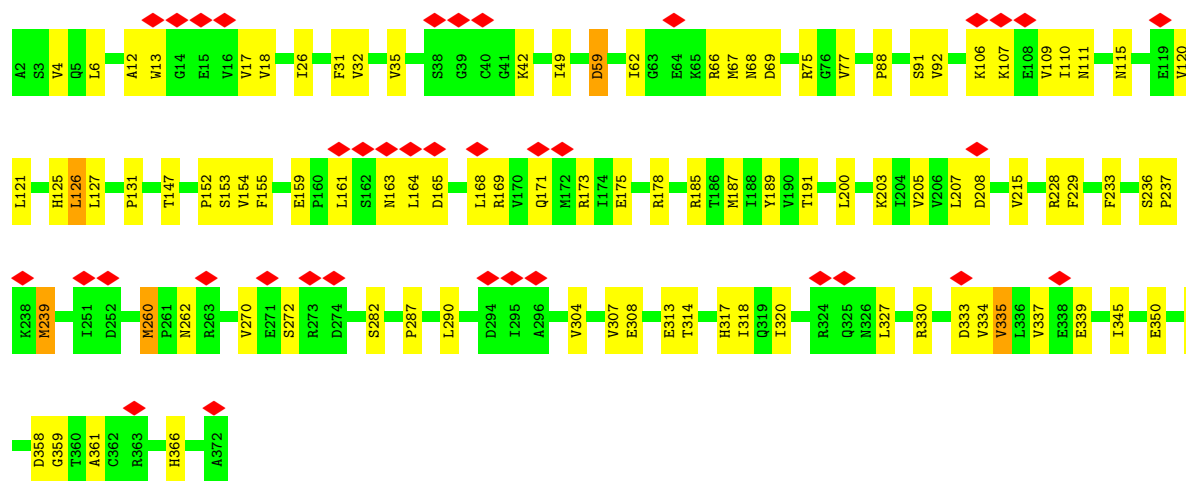 A2 S3 V4 Q5 L6 A12 W13 G14 E15 V16 V17 V18 I26 F31 V32 V35 S38 G39 C40 G41 K42 I49 D59 I62 G63 E64 K65 R66 M67 N68 D69 R75 G76 V77 P88 S91 V92 K106 K107 E108 V109 I110 N111 N115 E119 V120
L121 H125 L126 L127 P131 T147 P152 S153 V154 F155 E159 P160 L161 S162 N163 L164 D165 L168 R169 V170 Q171 M172 R173 I174 E175 R178 R185 T186 M187 I188 Y189 V190 T191 L200 K203 I204 V205 V206 L207 D208 V215 R228 F229 F233 S236 P237
K238 M239 I251 D252 M260 P261 N262 R263 V270 E271 S272 R273 D274 S282 P287 L290 D294 I295 A296 V304 V307 E308 E313 T314 H317 I318 Q319 I320 R324 Q325 N326 L327 R330 D333 V334 V335 L336 V337 E338 E339 I345 E350
D358 G359 T360 A361 C362 R363 H366 A372